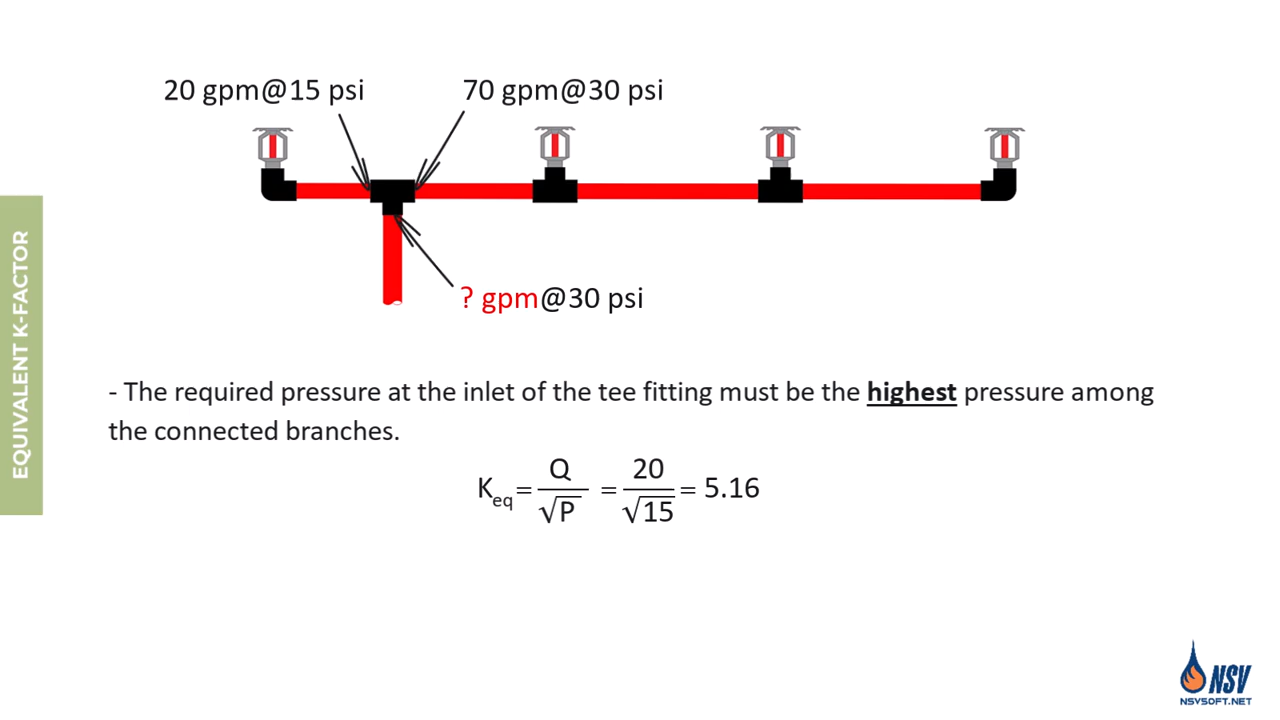 20 gpm@15 psi
70 gpm@30 psi
? gpm@30 psi
EQUIVALENT K-FACTOR
- The required pressure at the inlet of the tee fitting must be the highest pressure among
the connected branches.
Keq = Q / √P = 20 / √15 = 5.16
NSV
NSVSOFT.NET